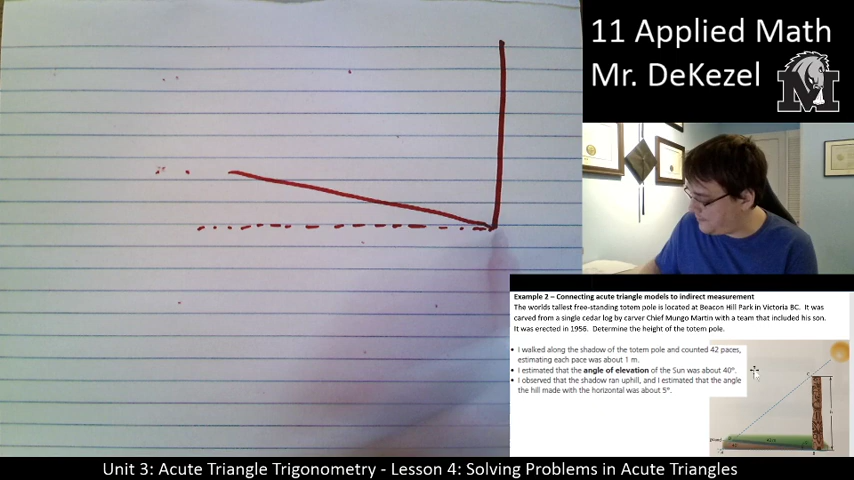 11 Applied Math
Mr. DeKezel
M
Example 2 – Connecting acute triangle models to indirect measurement
The worlds tallest free-standing totem pole is located at Beacon Hill Park in Victoria BC. It was
carved from a single cedar log by carver Chief Mungo Martin with a team that included his son.
It was erected in 1956. Determine the height of the totem pole.
• I walked along the shadow of the totem pole and counted 42 paces,
estimating each pace was about 1 m.
• I estimated that the angle of elevation of the Sun was about 40°.
• I observed that the shadow ran uphill, and I estimated that the angle
the hill made with the horizontal was about 5°.
Unit 3: Acute Triangle Trigonometry - Lesson 4: Solving Problems in Acute Triangles